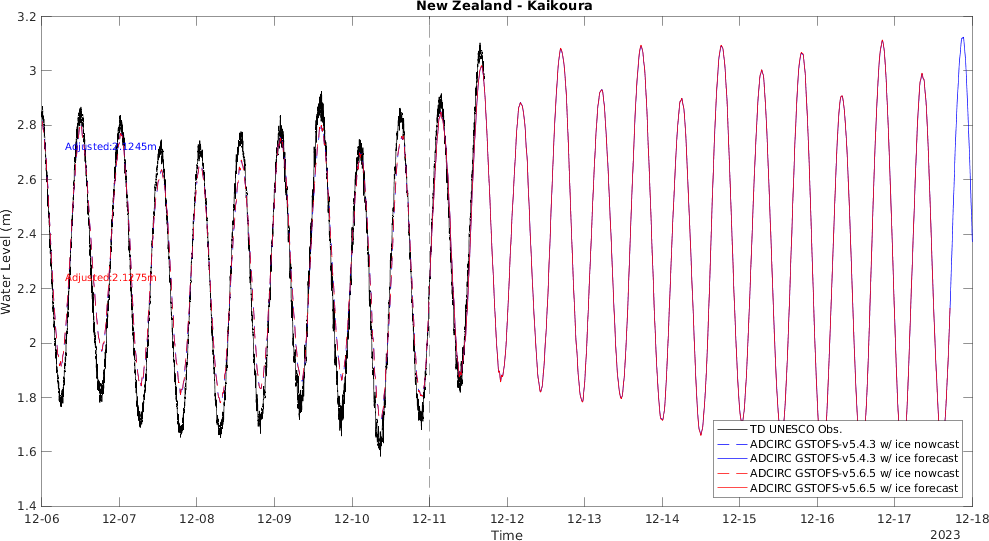 New Zealand - Kaikoura
3.2
3
2.8
2.6
2.4
2.2
2
1.8
1.6
1.4
Water Level (m)
Adjusted:2.1245m
Adjusted:2.1275m
TD UNESCO Obs.
ADCIRC GSTOFS-v5.4.3 w/ ice nowcast
ADCIRC GSTOFS-v5.4.3 w/ ice forecast
ADCIRC GSTOFS-v5.6.5 w/ ice nowcast
ADCIRC GSTOFS-v5.6.5 w/ ice forecast
12-06 12-07 12-08 12-09 12-10 12-11 12-12 12-13 12-14 12-15 12-16 12-17 12-18
Time
2023